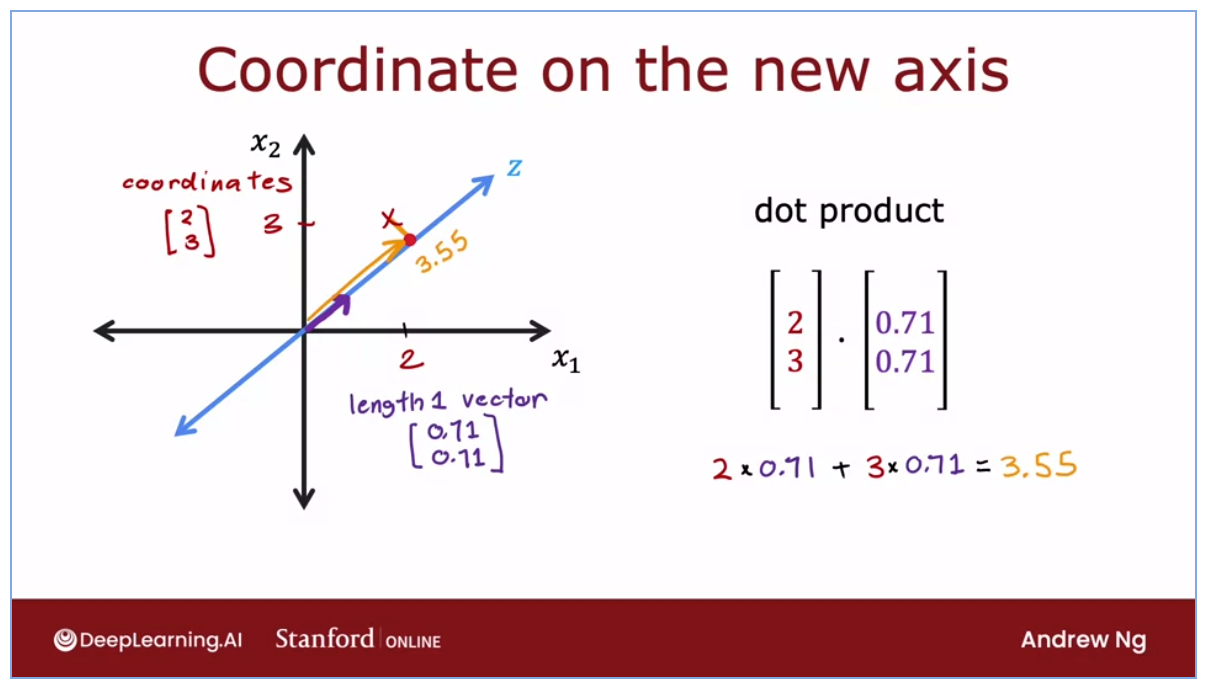 Coordinate on the new axis
x₂
z
coordinates
[2
3]
3
x
3.55
2
x₁
length 1 vector
[0.71
0.71]
dot product
[2
3] · [0.71
0.71]
2 × 0.71 + 3 × 0.71 = 3.55
DeepLearning.AI
Stanford | ONLINE
Andrew Ng